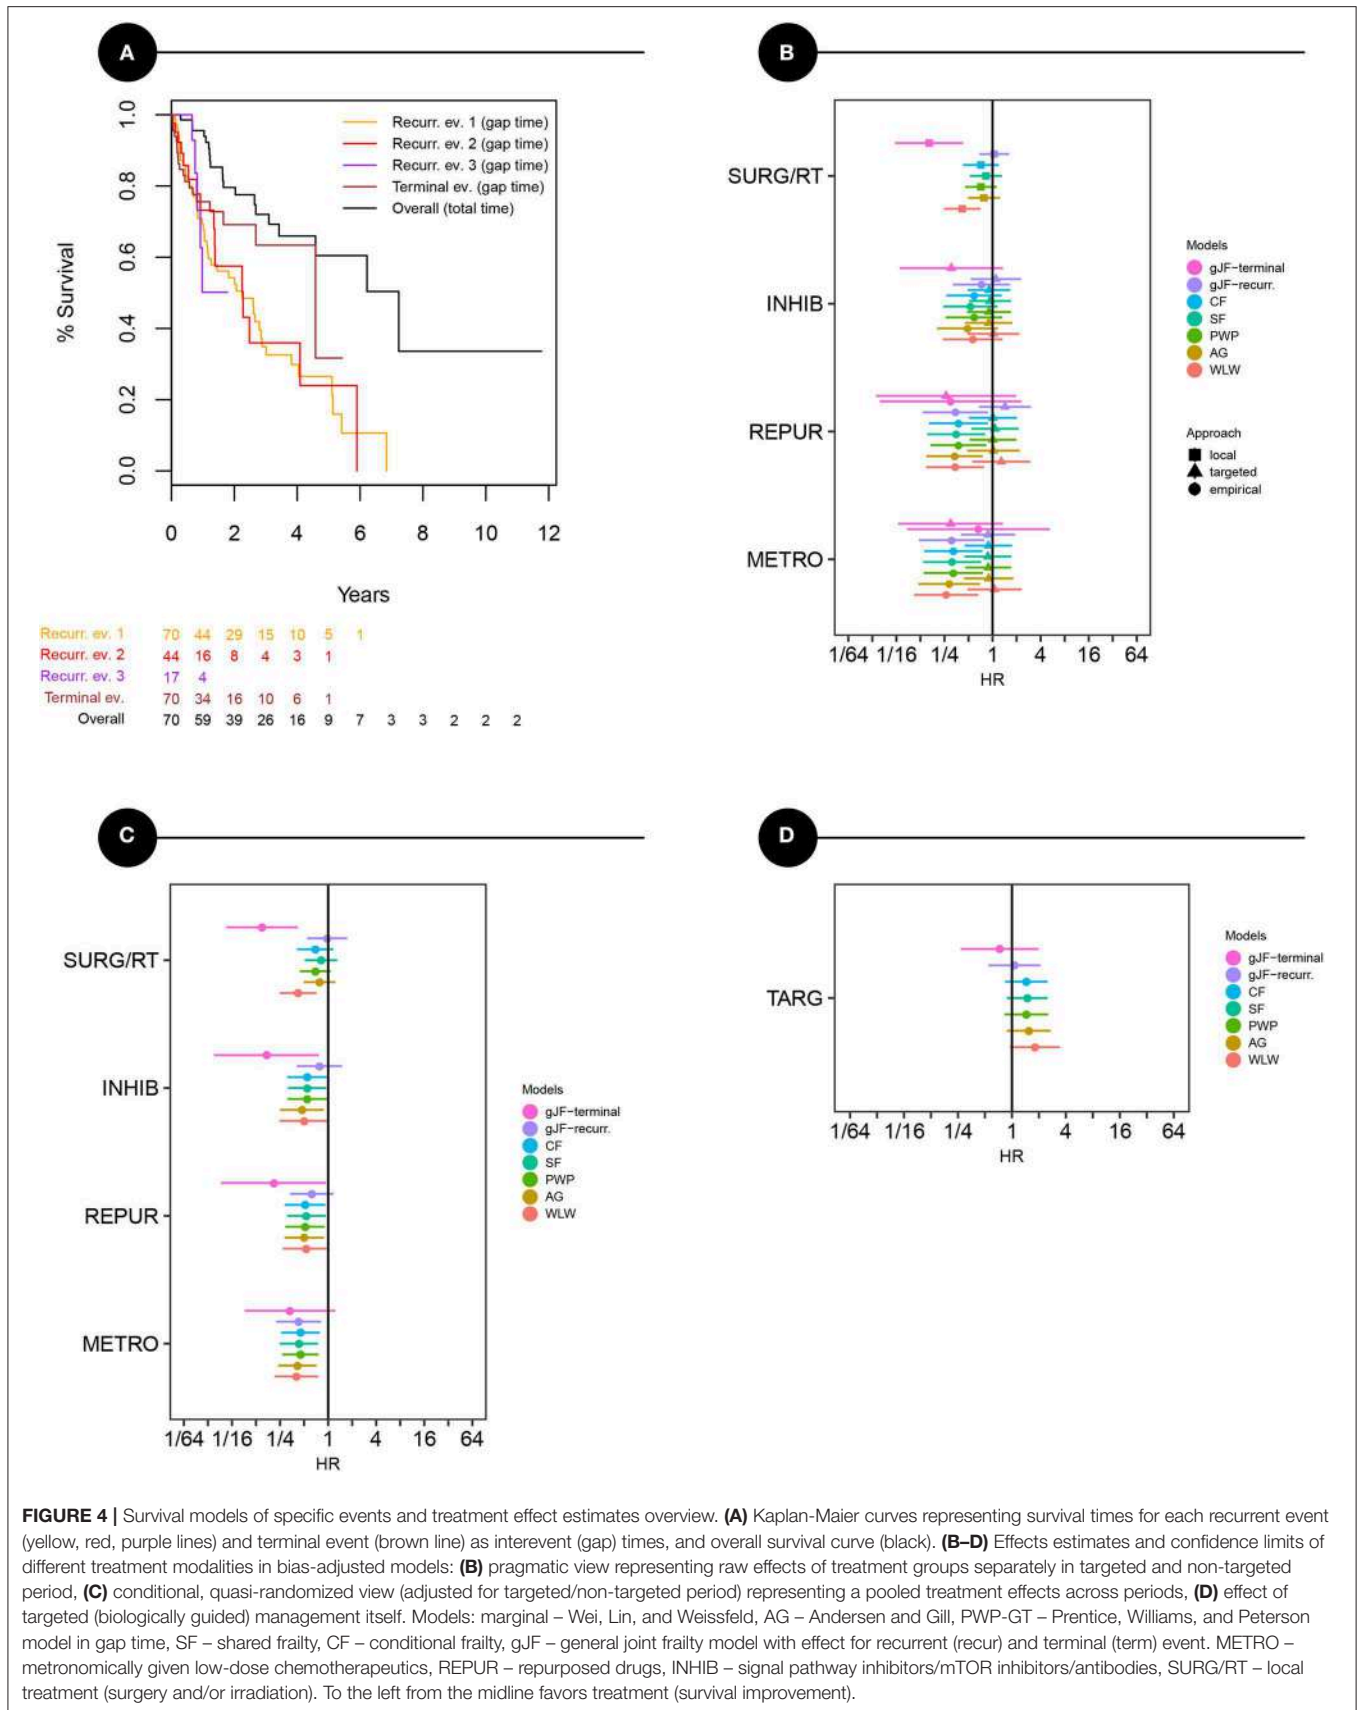 A
1.0
0.8
0.6
0.4
0.2
0.0
% Survival
Recurr. ev. 1 (gap time)
Recurr. ev. 2 (gap time)
Recurr. ev. 3 (gap time)
Terminal ev. (gap time)
Overall (total time)
0 2 4 6 8 10 12
Years
Recurr. ev. 1 70 44 29 15 10 5 1
Recurr. ev. 2 44 16 8 4 3 1
Recurr. ev. 3 17 4
Terminal ev. 70 34 16 10 6 1
Overall 70 59 39 26 16 9 7 3 3 2 2 2
B
SURG/RT
INHIB
REPUR
METRO
1/64 1/16 1/4 1 4 16 64
HR
Models
gJF−terminal
gJF−recurr.
CF
SF
PWP
AG
WLW
Approach
local
targeted
empirical
C
SURG/RT
INHIB
REPUR
METRO
1/64 1/16 1/4 1 4 16 64
HR
Models
gJF−terminal
gJF−recurr.
CF
SF
PWP
AG
WLW
D
TARG
1/64 1/16 1/4 1 4 16 64
HR
Models
gJF−terminal
gJF−recurr.
CF
SF
PWP
AG
WLW
FIGURE 4 | Survival models of specific events and treatment effect estimates overview. (A) Kaplan-Maier curves representing survival times for each recurrent event
(yellow, red, purple lines) and terminal event (brown line) as interevent (gap) times, and overall survival curve (black). (B–D) Effects estimates and confidence limits of
different treatment modalities in bias-adjusted models: (B) pragmatic view representing raw effects of treatment groups separately in targeted and non-targeted
period, (C) conditional, quasi-randomized view (adjusted for targeted/non-targeted period) representing a pooled treatment effects across periods, (D) effect of
targeted (biologically guided) management itself. Models: marginal – Wei, Lin, and Weissfeld, AG – Andersen and Gill, PWP-GT – Prentice, Williams, and Peterson
model in gap time, SF – shared frailty, CF – conditional frailty, gJF – general joint frailty model with effect for recurrent (recur) and terminal (term) event. METRO –
metronomically given low-dose chemotherapeutics, REPUR – repurposed drugs, INHIB – signal pathway inhibitors/mTOR inhibitors/antibodies, SURG/RT – local
treatment (surgery and/or irradiation). To the left from the midline favors treatment (survival improvement).